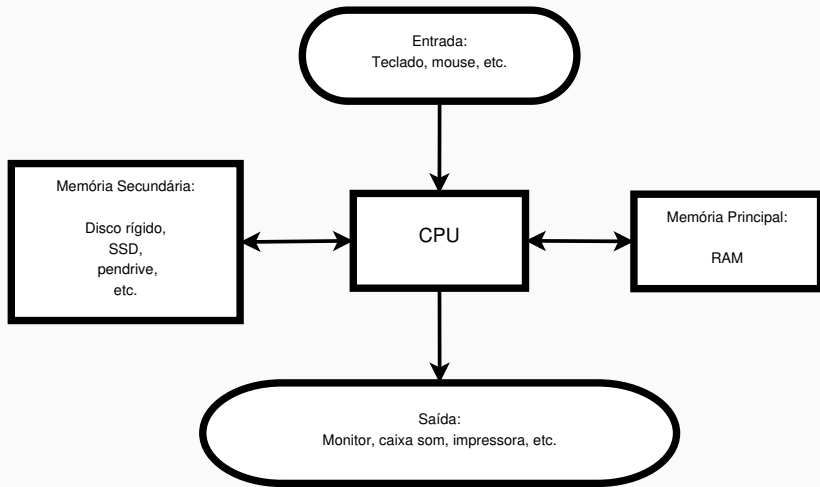 Entrada:
Teclado, mouse, etc.
Memória Secundária:
Disco rígido,
SSD,
pendrive,
etc.
CPU
Memória Principal:
RAM
Saída:
Monitor, caixa som, impressora, etc.